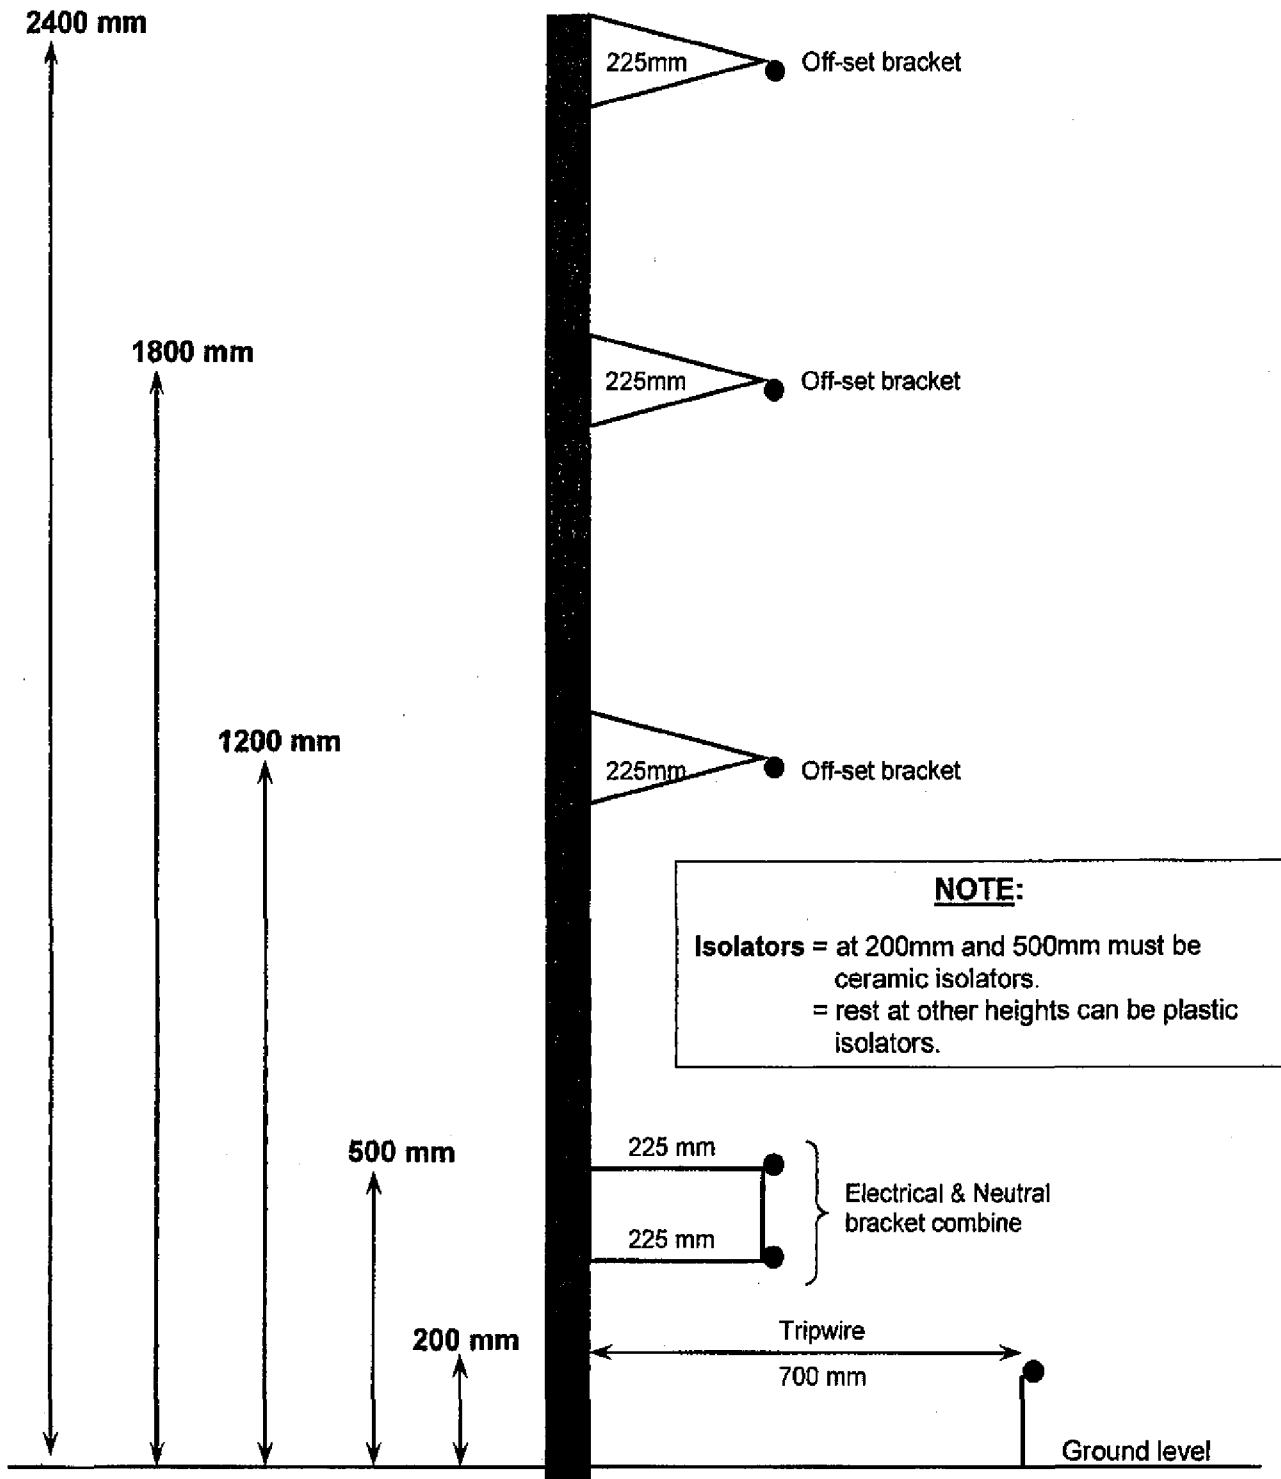 2400 mm
225mm
Off-set bracket
1800 mm
225mm
Off-set bracket
1200 mm
225mm
Off-set bracket
NOTE:
Isolators = at 200mm and 500mm must be
ceramic isolators.
= rest at other heights can be plastic
isolators.
500 mm
225 mm
Electrical & Neutral
bracket combine
225 mm
200 mm
Tripwire
700 mm
Ground level